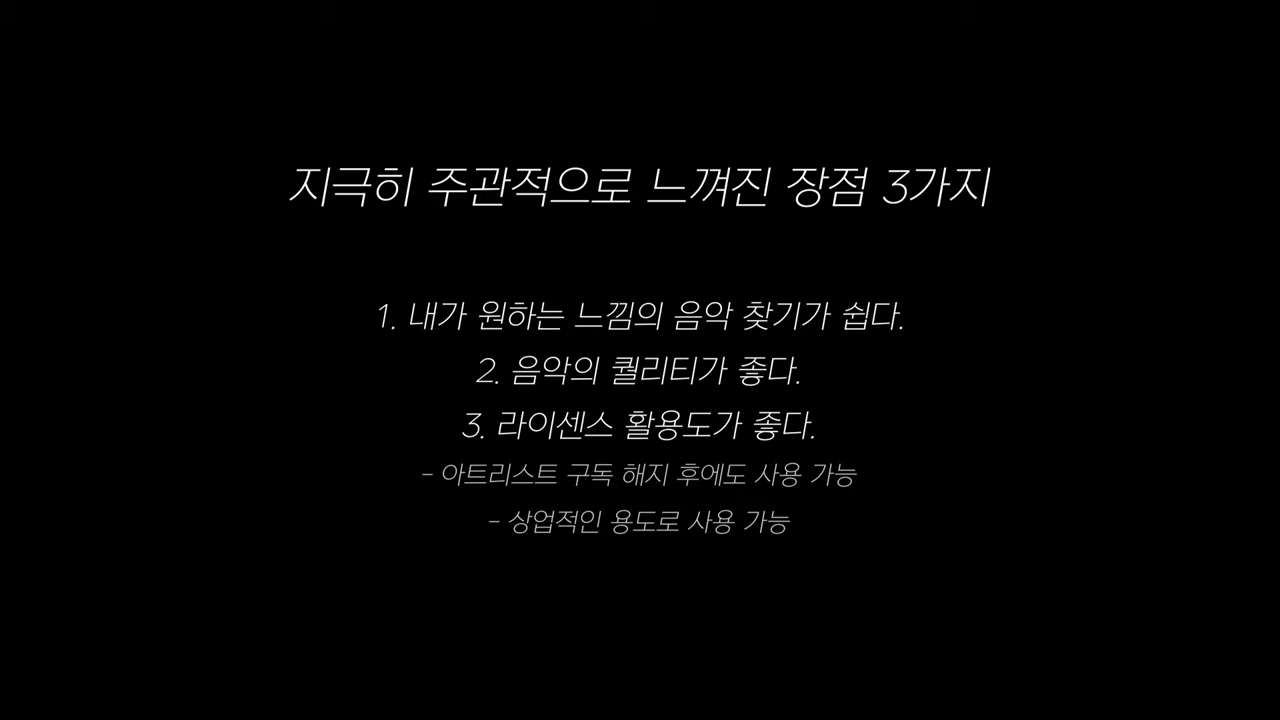 지극히 주관적으로 느껴진 장점 3가지
1. 내가 원하는 느낌의 음악 찾기가 쉽다.
2. 음악의 퀄리티가 좋다.
3. 라이센스 활용도가 좋다.
- 아트리스트 구독 해지 후에도 사용 가능
- 상업적인 용도로 사용 가능